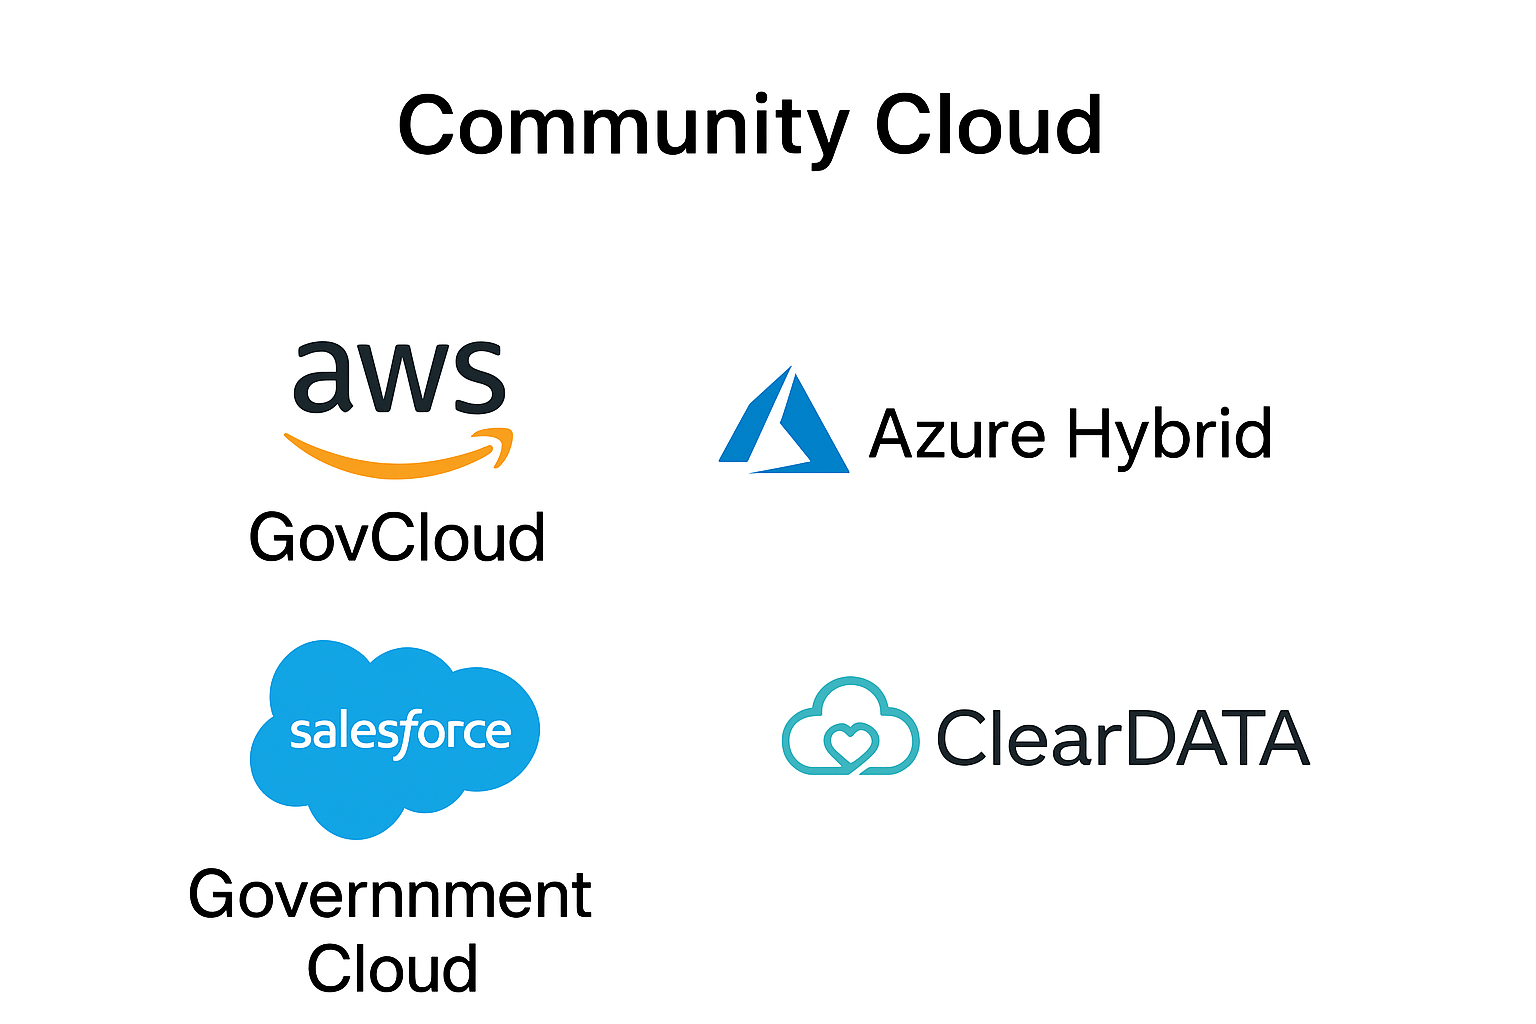 Community Cloud
aws
GovCloud
Azure Hybrid
salesforce
Governnment
Cloud
ClearDATA